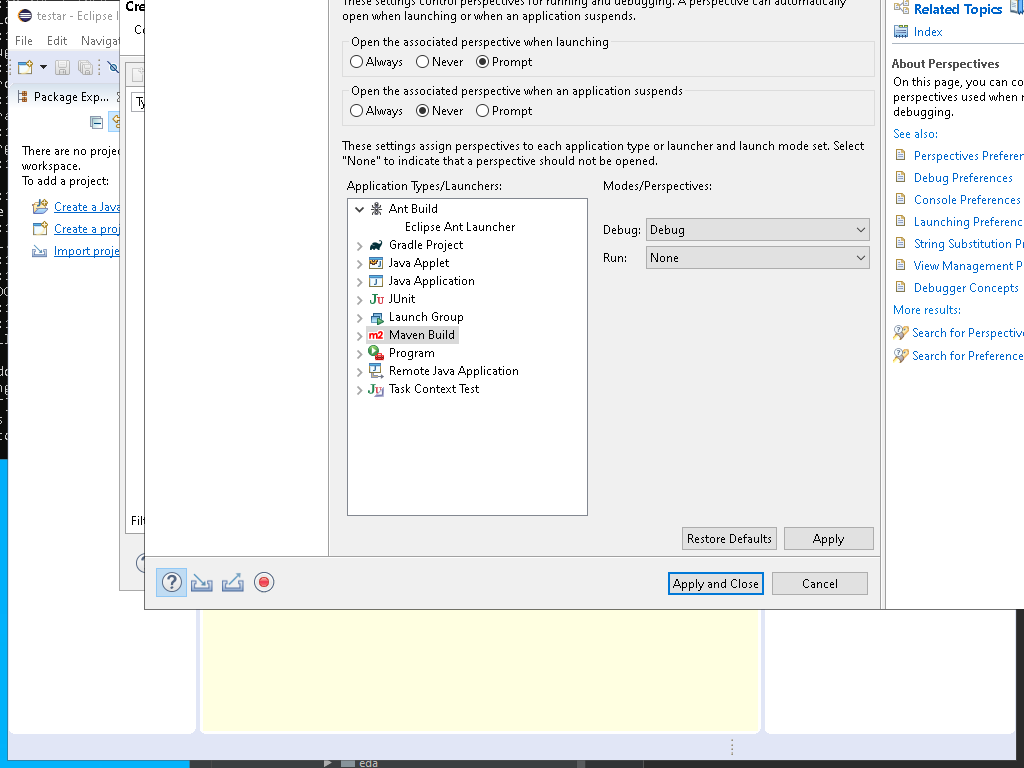 testar - Eclipse I
File Edit Naviga
Package Exp...
There are no proje
workspace.
To add a project:
Create a Java
Create a proj
Import proje
Cre
These settings control perspectives for running and debugging. A perspective can automatically
open when launching or when an application suspends.
Open the associated perspective when launching
Always Never Prompt
Open the associated perspective when an application suspends
Always Never Prompt
These settings assign perspectives to each application type or launcher and launch mode set. Select
"None" to indicate that a perspective should not be opened.
Application Types/Launchers:
Ant Build
Eclipse Ant Launcher
Gradle Project
Java Applet
Java Application
JUnit
Launch Group
m2 Maven Build
Program
Remote Java Application
Task Context Test
Modes/Perspectives:
Debug: Debug
Run: None
Restore Defaults Apply
Apply and Close Cancel
Related Topics
Index
About Perspectives
On this page, you can co
perspectives used when r
debugging.
See also:
Perspectives Preferen
Debug Preferences
Console Preferences
Launching Preferenc
String Substitution Pr
View Management P
Debugger Concepts
More results:
Search for Perspectiv
Search for Preference
Filt
eda